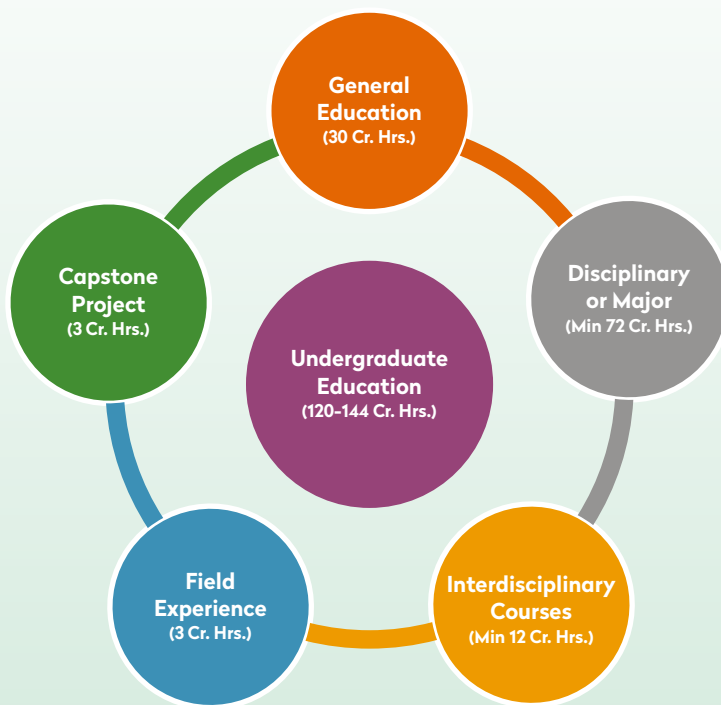 General
Education
(30 Cr. Hrs.)
Disciplinary
or Major
(Min 72 Cr. Hrs.)
Interdisciplinary
Courses
(Min 12 Cr. Hrs.)
Field
Experience
(3 Cr. Hrs.)
Capstone
Project
(3 Cr. Hrs.)
Undergraduate
Education
(120-144 Cr. Hrs.)